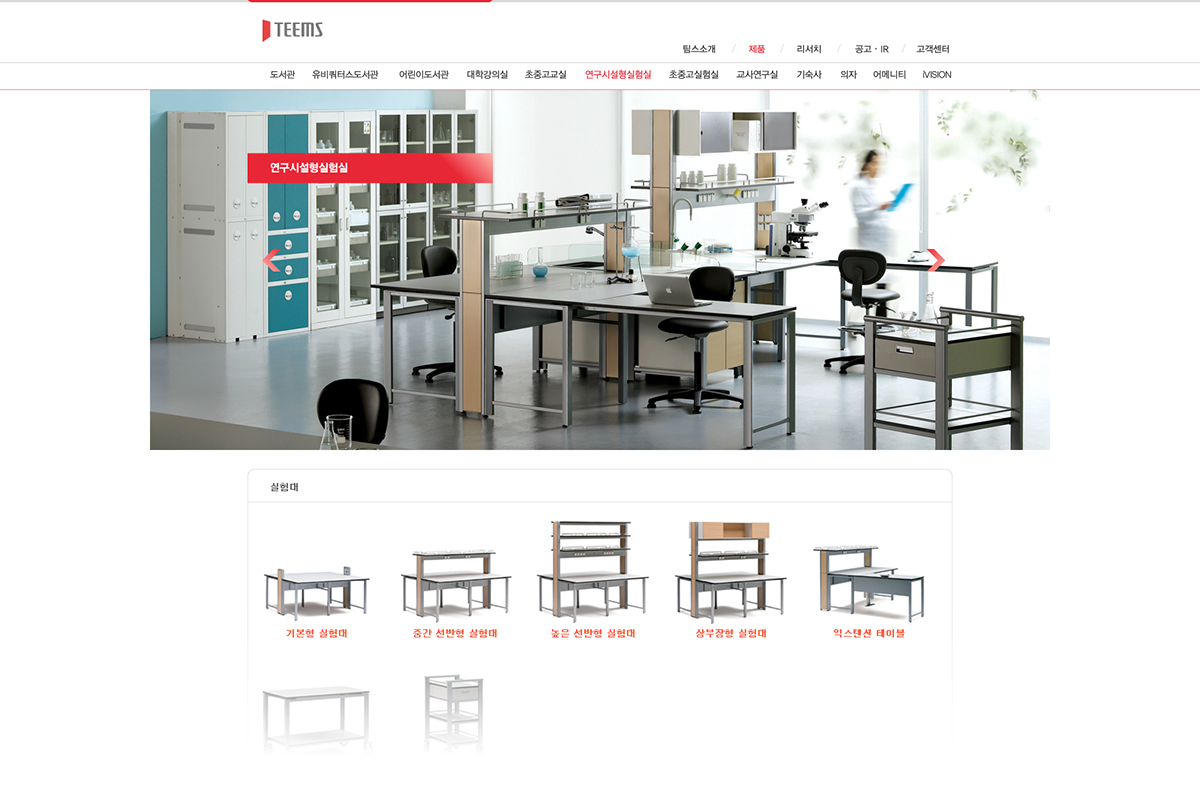 TEEMS
팀스소개 / 제품 / 리서치 / 공고 · IR / 고객센터
도서관 유비쿼터스도서관 어린이도서관 대학강의실 초중고교실 연구시설형실험실 초중고실험실 교사연구실 기숙사 의자 어메니티 iVISION
연구시설형실험실
실험대
기본형 실험대 중간 선반형 실험대 높은 선반형 실험대 상부장형 실험대 익스텐션 테이블